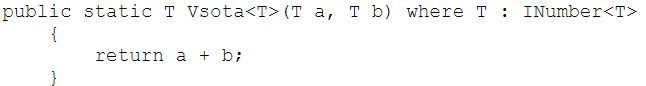 public static T Vsota<T>(T a, T b) where T : INumber<T>
{
return a + b;
}